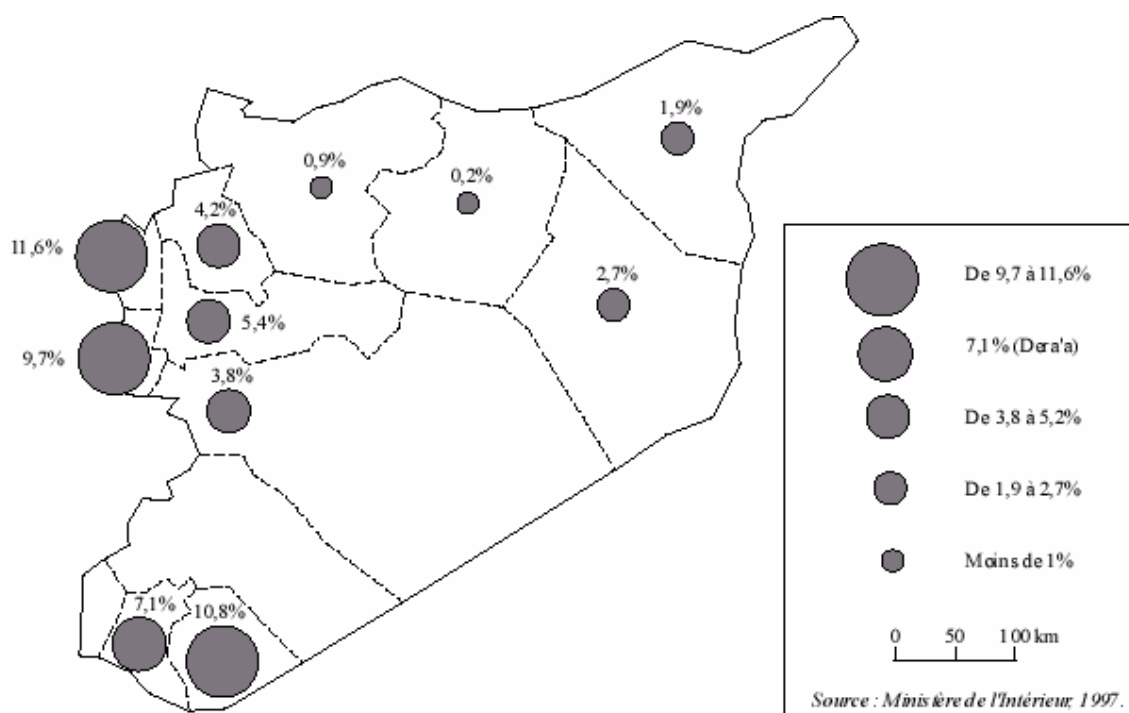 1,9%
0,9%
0,2%
4,2%
11,6%
2,7%
5,4%
9,7%
3,8%
7,1%
10,8%
De 9,7 à 11,6%
7,1% (Dera'a)
De 3,8 à 5,2%
De 1,9 à 2,7%
Moins de 1%
0 50 100 km
Source : Ministère de l'Intérieur, 1997.